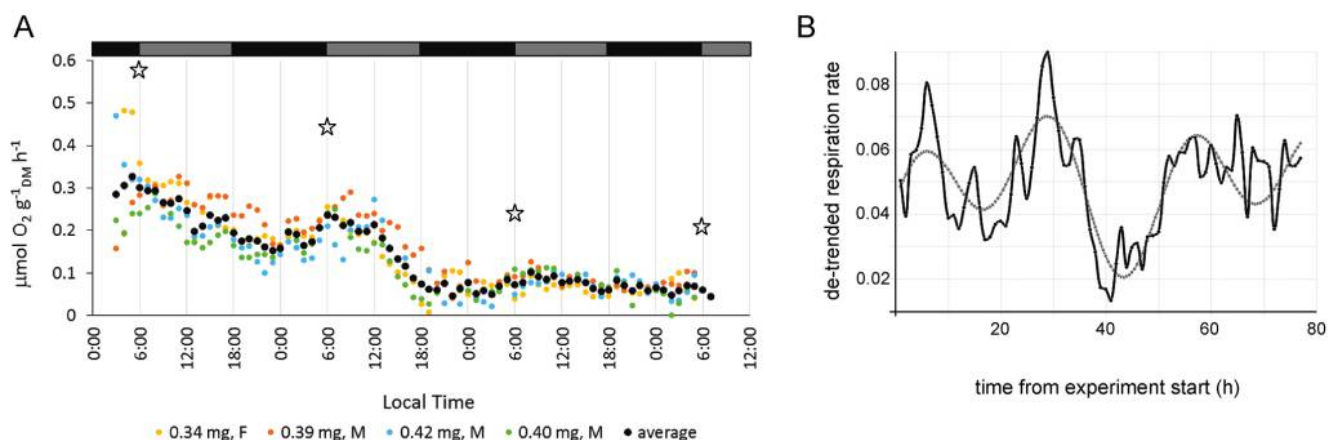 A
B
0.6
0.5
0.4
0.3
0.2
0.1
0
μmol O₂ g⁻¹DM h⁻¹
0:00 6:00 12:00 18:00 0:00 6:00 12:00 18:00 0:00 6:00 12:00 18:00 0:00 6:00 12:00
Local Time
0.34 mg, F 0.39 mg, M 0.42 mg, M 0.40 mg, M average
0.08
0.06
0.04
0.02
de-trended respiration rate
20 40 60 80
time from experiment start (h)